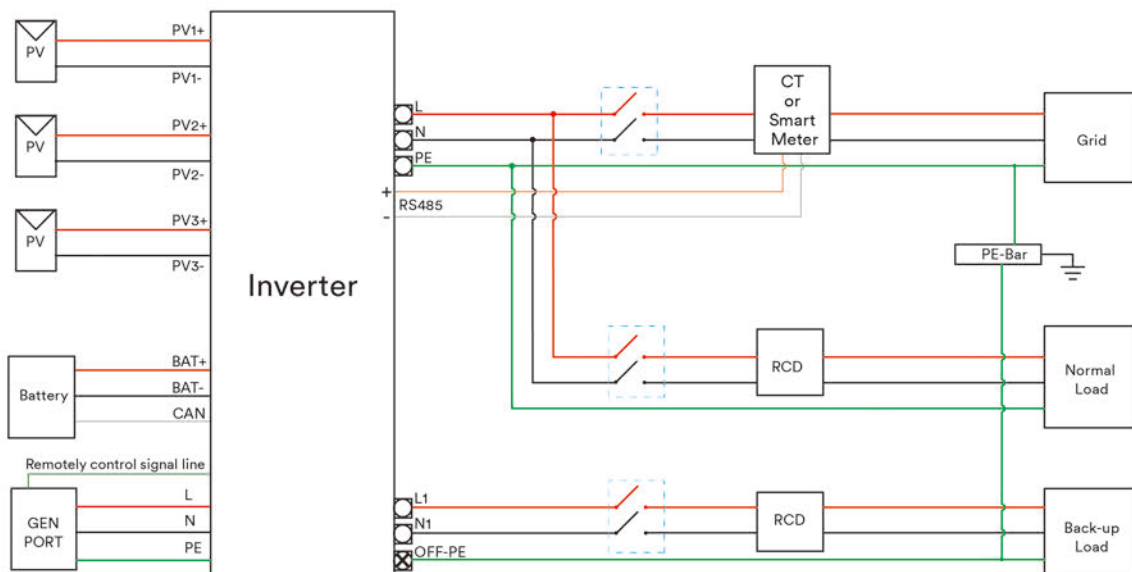 PV1+
PV
PV1-
PV2+
PV
PV2-
PV3+
PV
PV3-
BAT+
Battery
BAT-
CAN
Remotely control signal line
L
GEN
PORT
N
PE
Inverter
L
N
PE
+
RS485
-
CT
or
Smart
Meter
Grid
PE-Bar
RCD
Normal
Load
L1
N1
OFF-PE
RCD
Back-up
Load